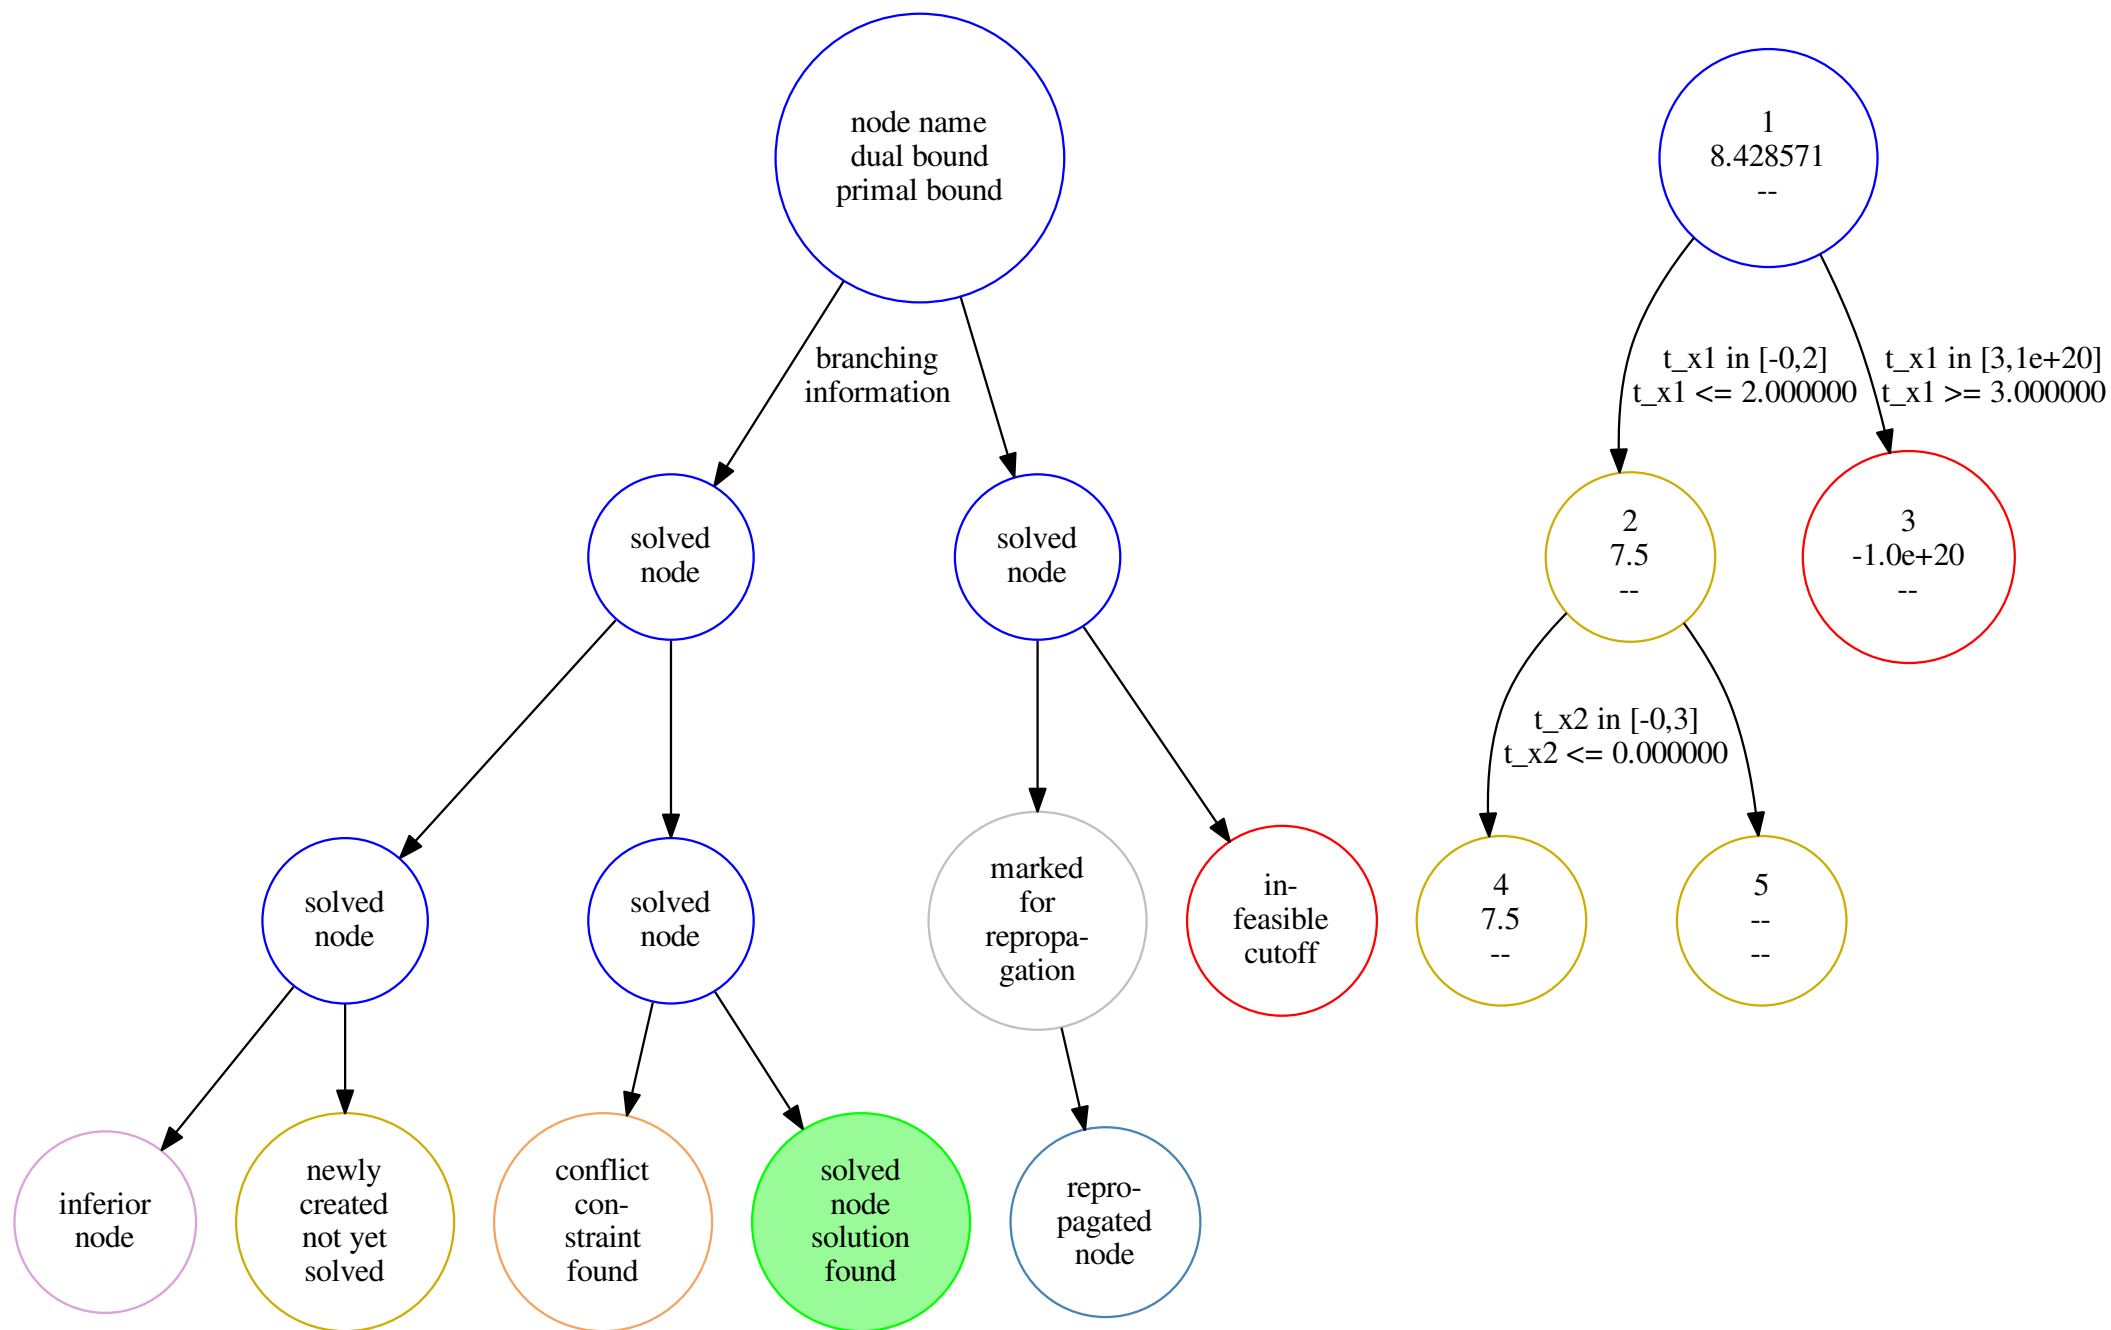 node name
dual bound
primal bound
branching
information
solved
node
solved
node
solved
node
solved
node
marked
for
repropa-
gation
in-
feasible
cutoff
inferior
node
newly
created
not yet
solved
conflict
con-
straint
found
solved
node
solution
found
repro-
pagated
node
1
8.428571
--
t_x1 in [-0,2]
t_x1 <= 2.000000
t_x1 in [3,1e+20]
t_x1 >= 3.000000
2
7.5
--
3
-1.0e+20
--
t_x2 in [-0,3]
t_x2 <= 0.000000
4
7.5
--
5
--
--